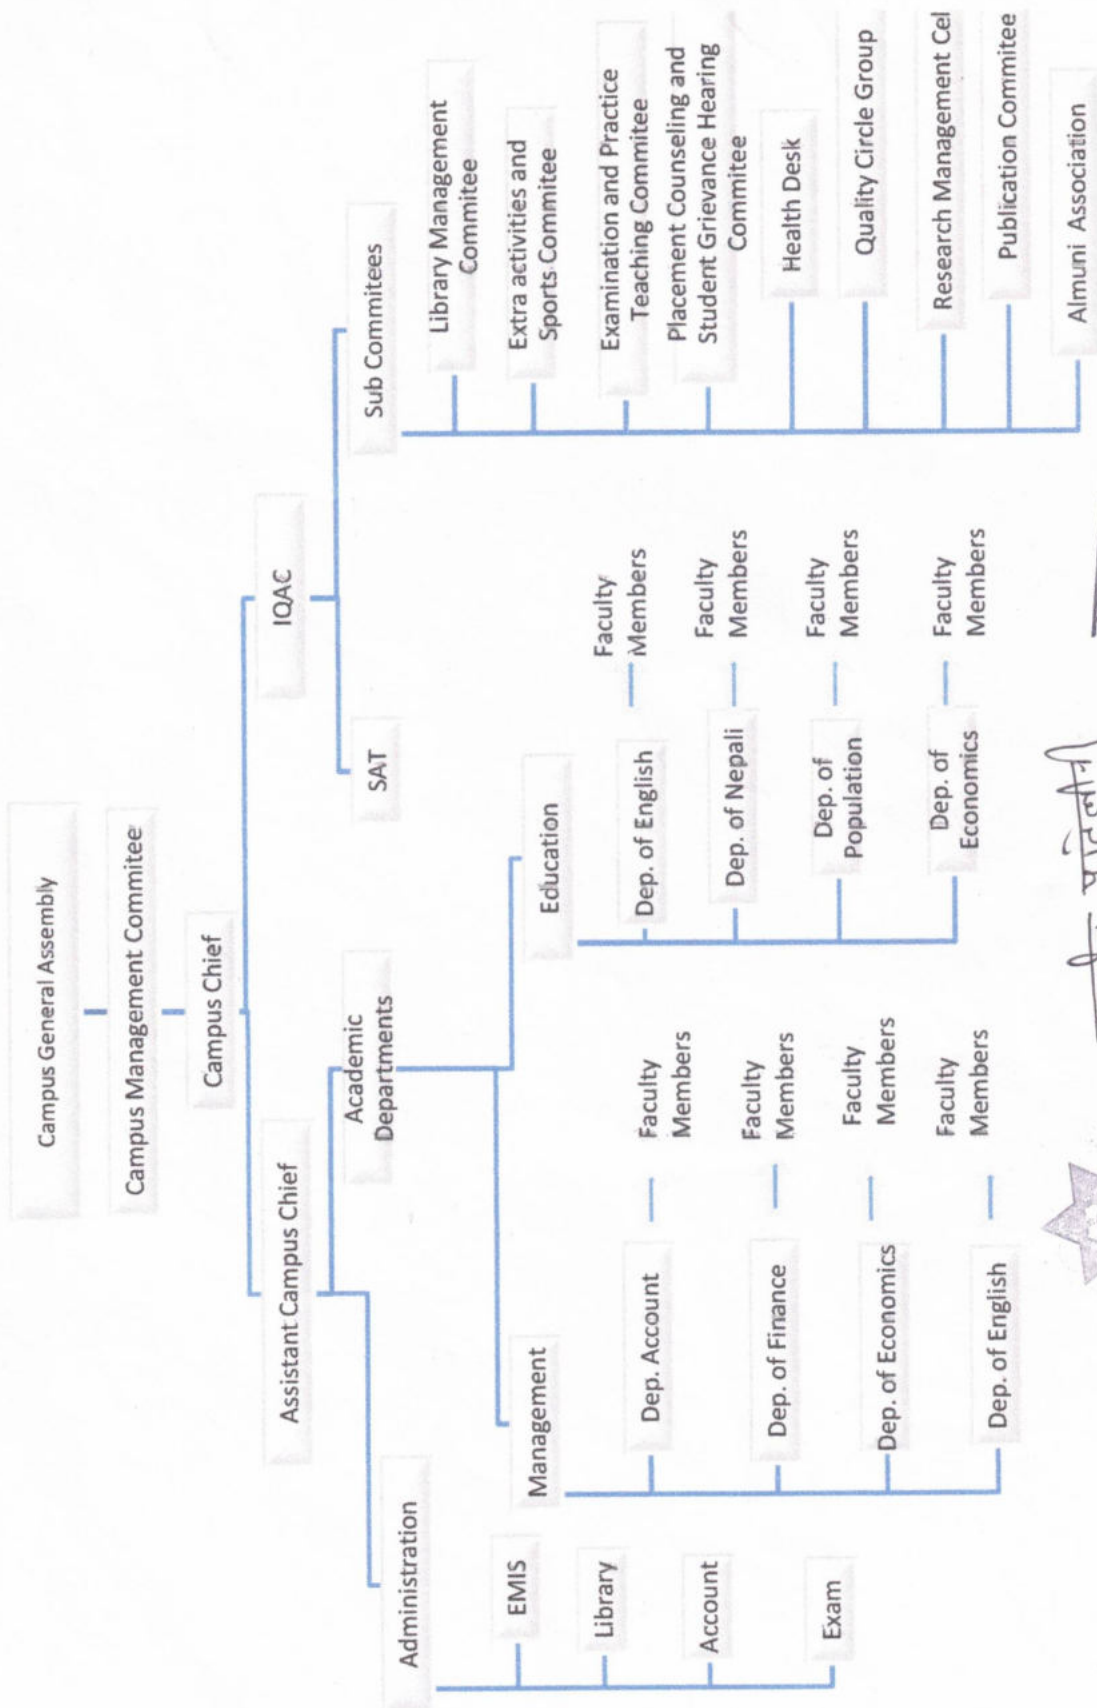 Campus General Assembly
Campus Management Commitee
Campus Chief
Assistant Campus Chief
IQAC
Administration
Academic
Departments
SAT
Sub Commitees
EMIS
Library
Account
Exam
Management
Dep. Account
Faculty
Members
Dep. of Finance
Faculty
Members
Dep. of Economics
Faculty
Members
Dep. of English
Faculty
Members
Education
Dep. of English
Faculty
Members
Dep. of Nepali
Faculty
Members
Dep. of
Population
Faculty
Members
Dep. of
Economics
Faculty
Members
Library Management
Commitee
Extra activities and
Sports Commitee
Examination and Practice
Teaching Commitee
Placement Counseling and
Student Grievance Hearing
Commitee
Health Desk
Quality Circle Group
Research Management Cel
Publication Commitee
Almuni Association